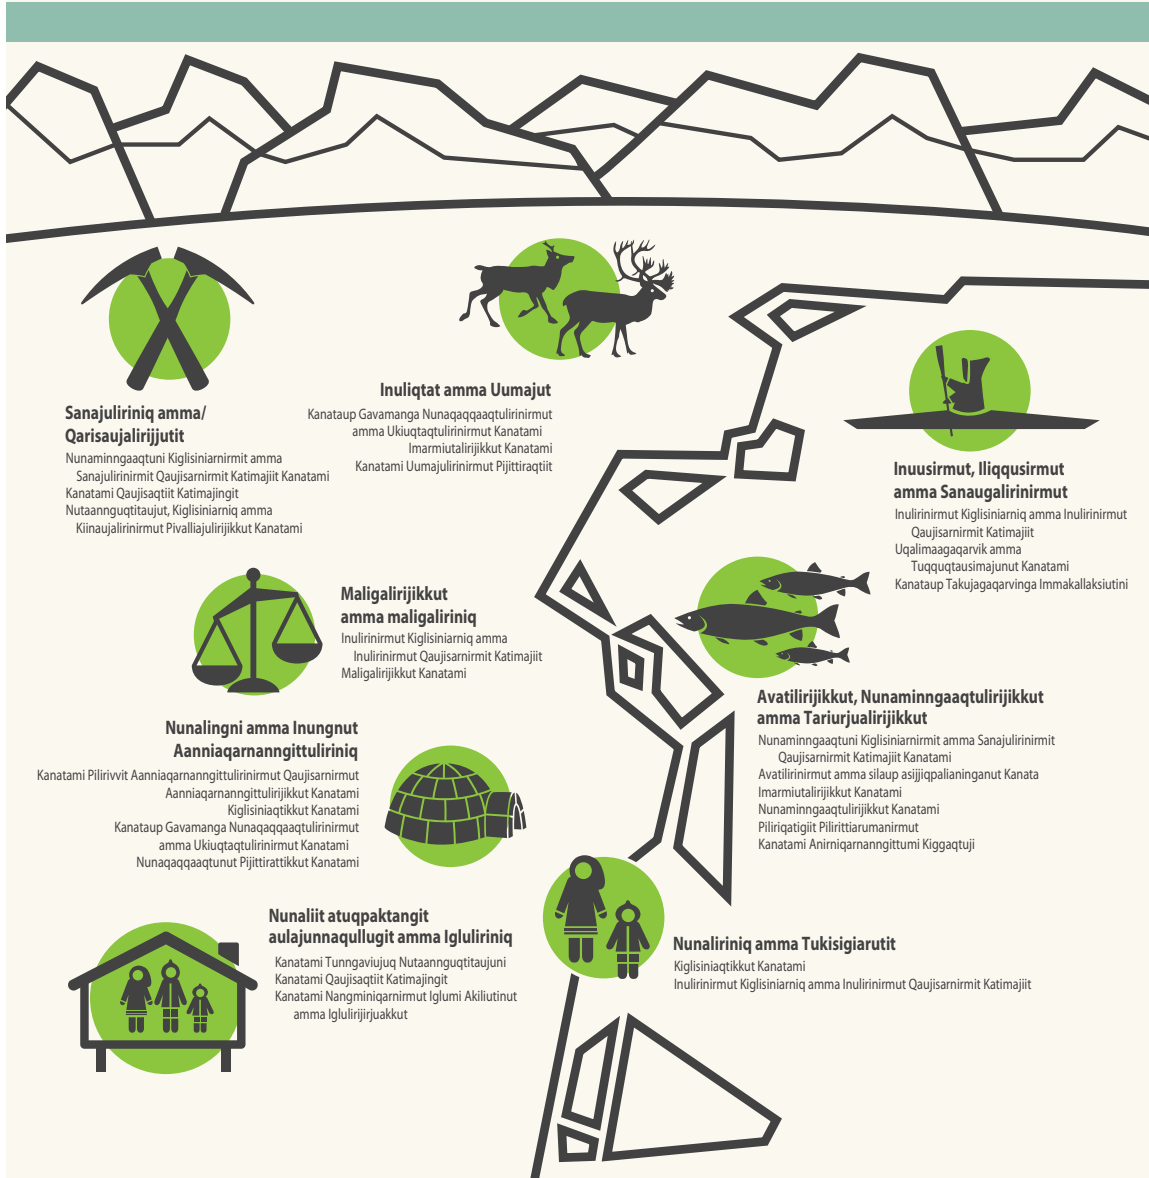 Sanajuliriniq amma/
Qarisaujalirijjutit
Nunaminngaaqtuni Kiglisiniarnirmit amma
Sanajulirinirmit Qaujisarnirmit Katimajiit Kanatami
Kanatami Qaujisaqtiit Katimajingit
Nutaannguqtitaujut, Kiglisiniarniq amma
Kiinaujalirinirmut Pivalliajulirijikkut Kanatami
Inuliqtat amma Uumajut
Kanataup Gavamanga Nunaqaqqaaqtulirinirmut
amma Ukiuqtaqtulirinirmut Kanatami
Imarmiutalirijikkut Kanatami
Kanatami Uumajulirinirmut Pijittiraqtiit
Inuusirmut, Iliqqusirmut
amma Sanaugalirinirmut
Inulirinirmut Kiglisiniarniq amma Inulirinirmut
Qaujisarnirmit Katimajiit
Uqalimaagaqarvik amma
Tuqquqtausimajunut Kanatami
Kanataup Takujagaqarvinga Immakallaksiutini
Maligalirijikkut
amma maligaliriniq
Inulirinirmut Kiglisiniarniq amma
Inulirinirmut Qaujisarnirmit Katimajiit
Maligalirijikkut Kanatami
Avatilirijikkut, Nunaminngaaqtulirijikkut
amma Tariurjualirijikkut
Nunaminngaaqtuni Kiglisiniarnirmit amma Sanajulirinirmit
Qaujisarnirmit Katimajiit Kanatami
Avatilirinirmut amma silaup asijjiqpalianinganut Kanata
Imarmiutalirijikkut Kanatami
Nunaminngaaqtulirijikkut Kanatami
Piliriqatigiit Pilirittiarumanirmut
Kanatami Anirniqarnanngittumi Kiggaqtuji
Nunalingni amma Inungnut
Aanniaqarnanngittuliriniq
Kanatami Pilirivvit Aanniaqarnanngittulirinirmut Qaujisarnirmut
Aanniaqarnanngittulirijikkut Kanatami
Kiglisiniaqtikkut Kanatami
Kanataup Gavamanga Nunaqaqqaaqtulirinirmut
amma Ukiuqtaqtulirinirmut Kanatami
Nunaqaqqaaqtunut Pijittirattikkut Kanatami
Nunaliit atuqpaktangit
aulajunnaqullugit amma Igluliriniq
Kanatami Tunngaviujuq Nutaannguqtitaujuni
Kanatami Qaujisaqtiit Katimajingit
Kanatami Nangminiqarnirmut Iglumi Akiliutinut
amma Iglulirijirjuakkut
Nunaliriniq amma Tukisigiarutit
Kiglisiniaqtikkut Kanatami
Inulirinirmut Kiglisiniarniq amma Inulirinirmut Qaujisarnirmit Katimajiit